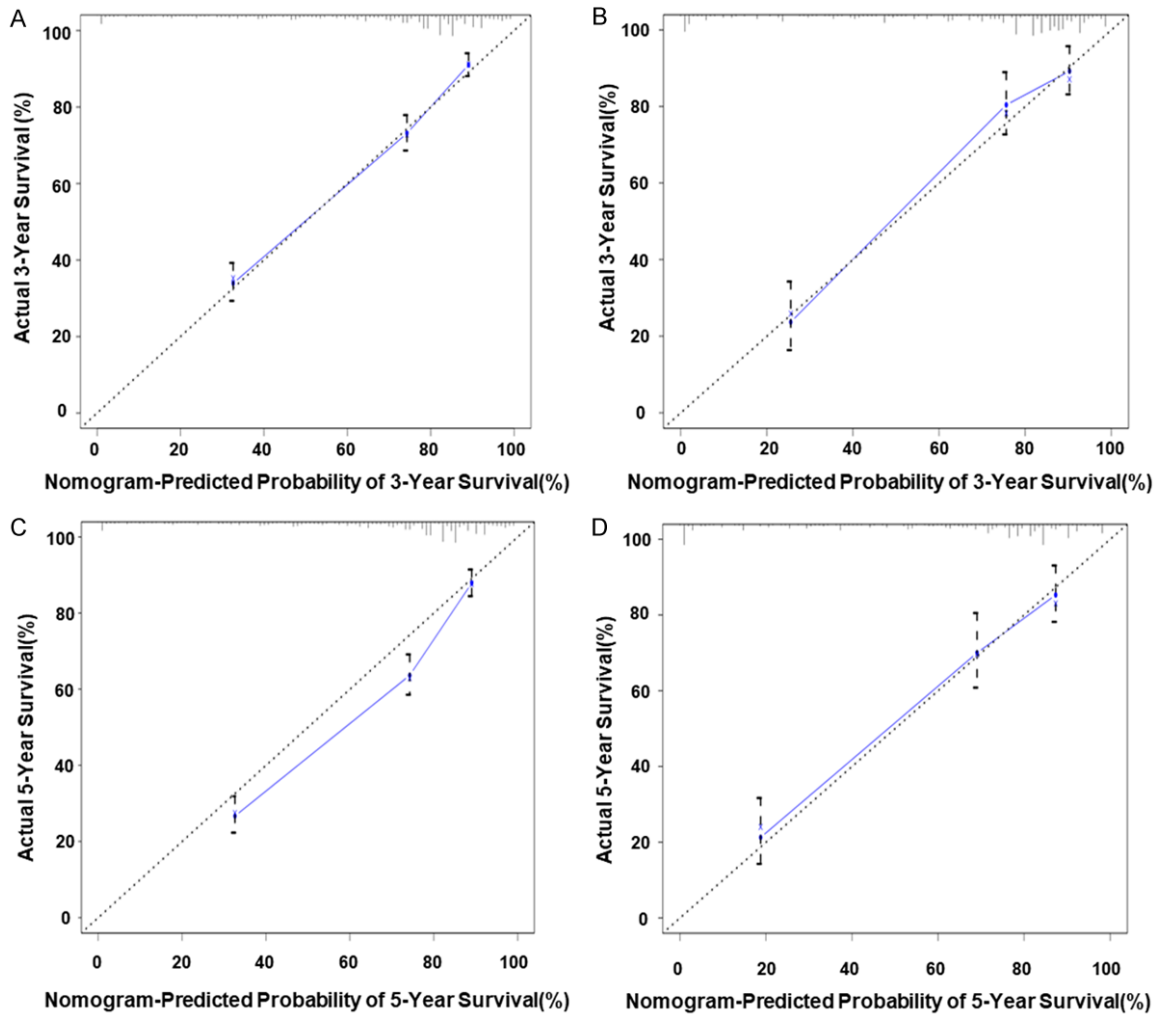 A
Actual 3-Year Survival (%)
100
80
60
40
20
0
0 20 40 60 80 100
Nomogram-Predicted Probability of 3-Year Survival(%)
B
Actual 3-Year Survival(%)
100
80
60
40
20
0
0 20 40 60 80 100
Nomogram-Predicted Probability of 3-Year Survival(%)
C
Actual 5-Year Survival(%)
100
80
60
40
20
0
0 20 40 60 80 100
Nomogram-Predicted Probability of 5-Year Survival(%)
D
Actual 5-Year Survival(%)
100
80
60
40
20
0
0 20 40 60 80 100
Nomogram-Predicted Probability of 5-Year Survival(%)